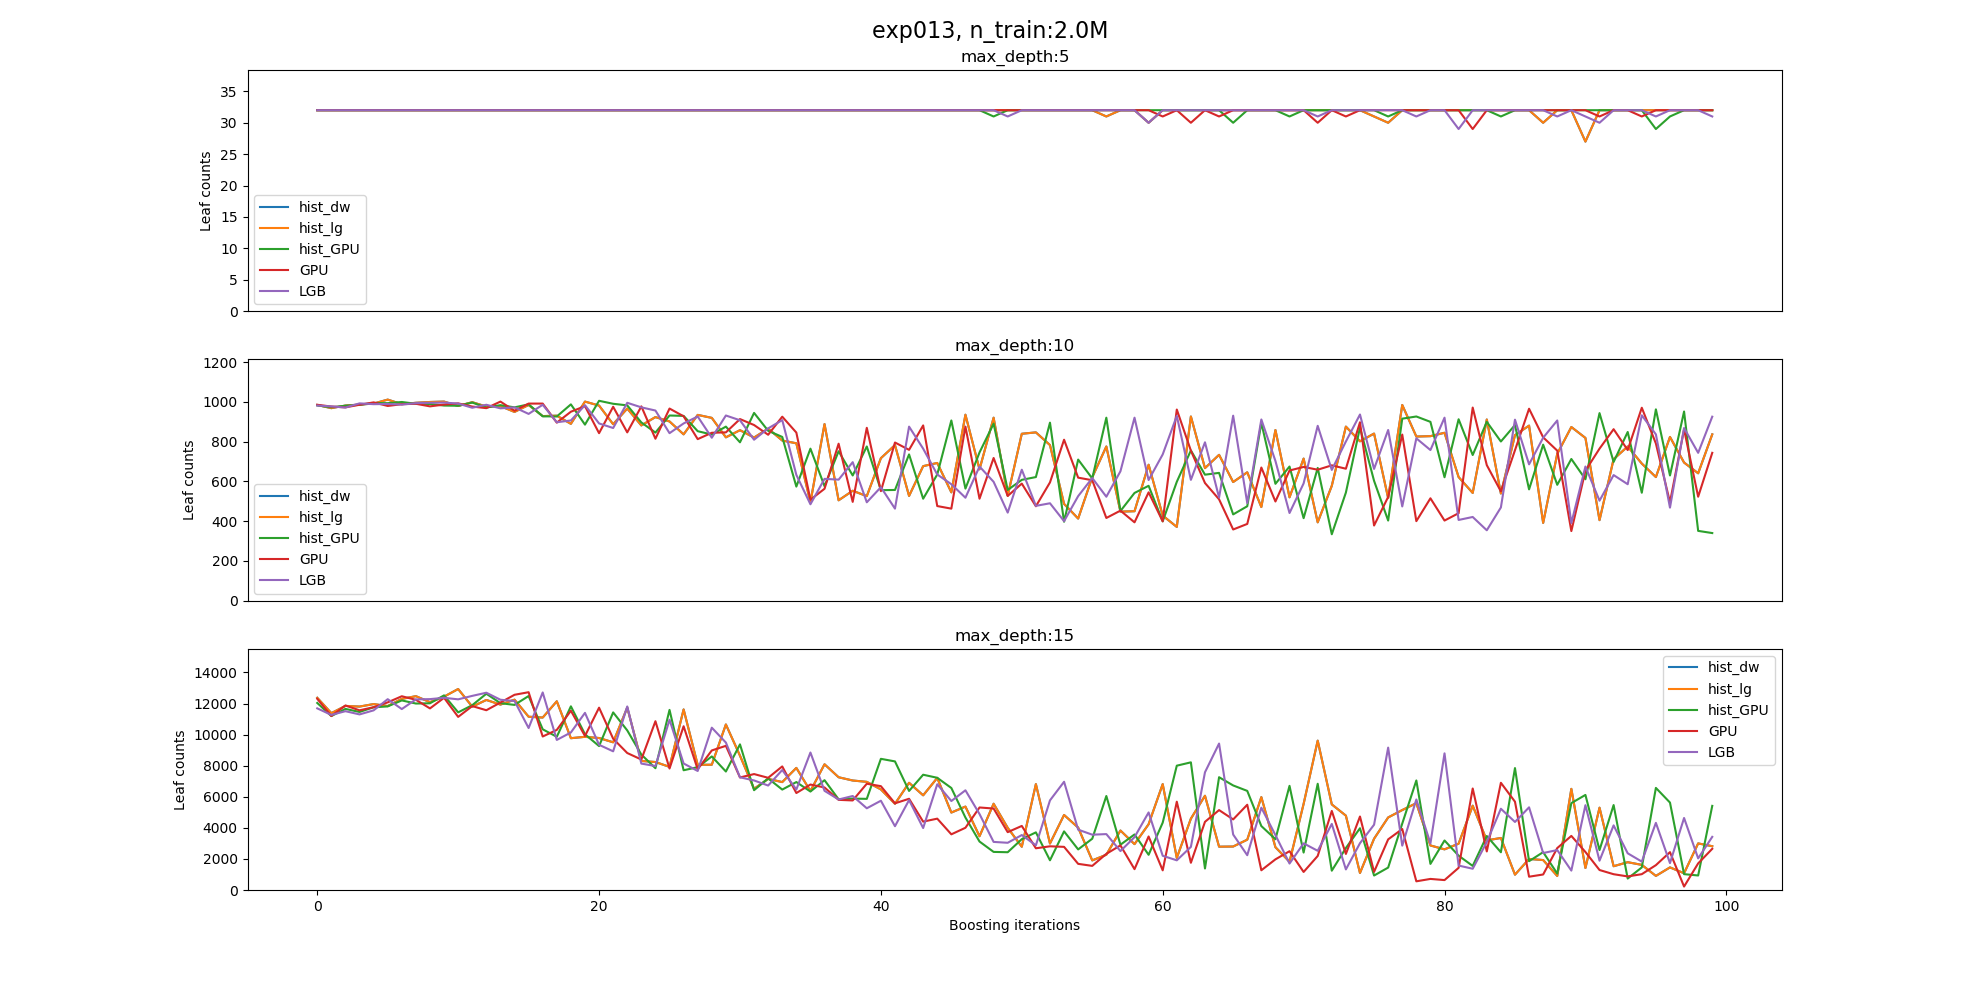 exp013, n_train:2.0M
max_depth:5
35
30
25
20
15
10
5
0
Leaf counts
hist_dw
hist_lg
hist_GPU
GPU
LGB
max_depth:10
1200
1000
800
600
400
200
0
Leaf counts
hist_dw
hist_lg
hist_GPU
GPU
LGB
max_depth:15
14000
12000
10000
8000
6000
4000
2000
0
Leaf counts
hist_dw
hist_lg
hist_GPU
GPU
LGB
0 20 40 60 80 100
Boosting iterations